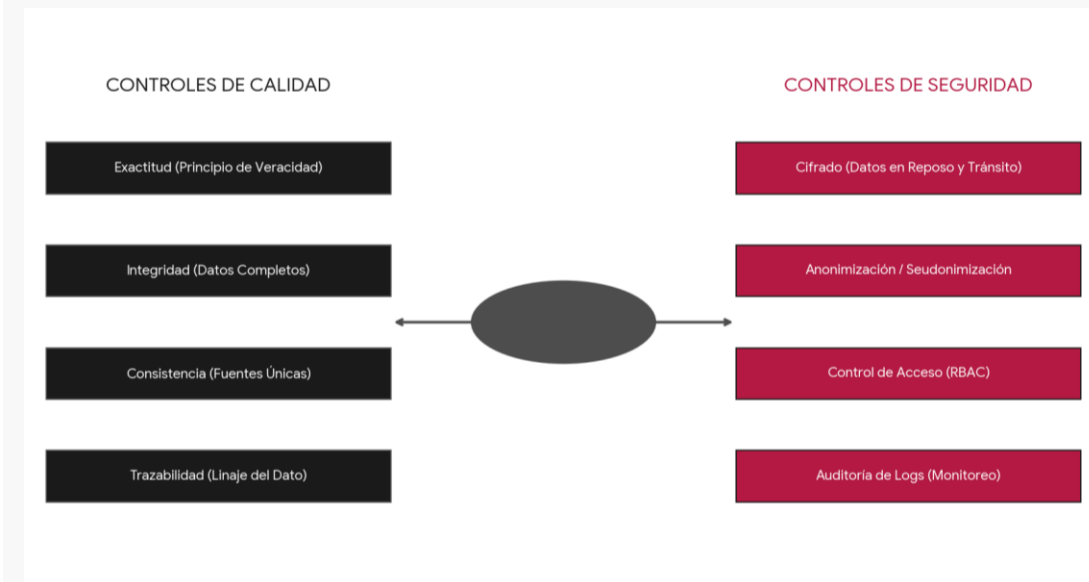 CONTROLES DE CALIDAD
Exactitud (Principio de Veracidad)
Integridad (Datos Completos)
Consistencia (Fuentes Únicas)
Trazabilidad (Linaje del Dato)
CONTROLES DE SEGURIDAD
Cifrado (Datos en Reposo y Tránsito)
Anonimización / Seudonimización
Control de Acceso (RBAC)
Auditoría de Logs (Monitoreo)